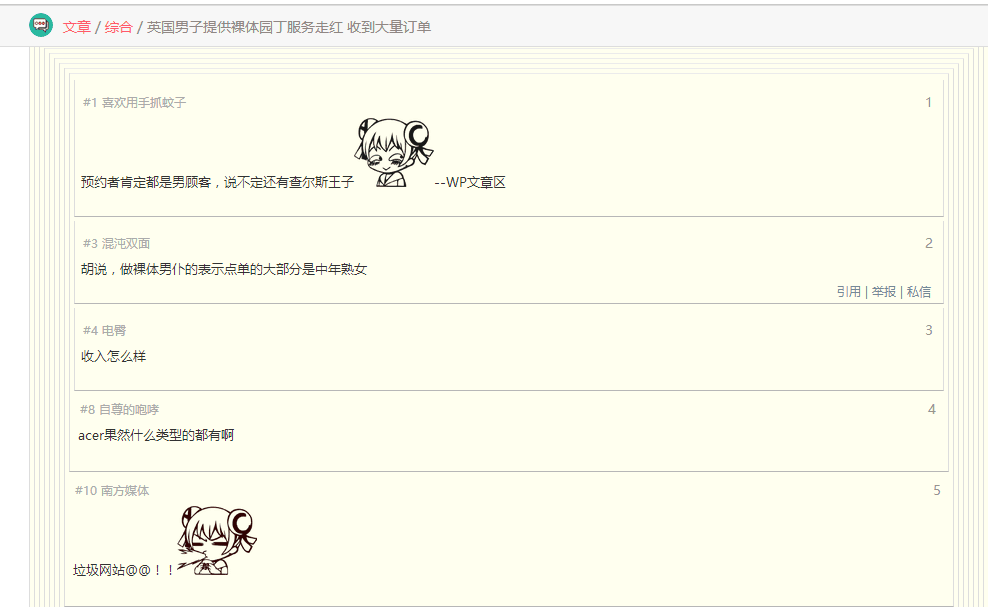 文章 / 综合 / 英国男子提供裸体园丁服务走红 收到大量订单
#1 喜欢用手抓蚊子 1
预约者肯定都是男顾客，说不定还有查尔斯王子 --WP文章区
#3 混沌双面 2
胡说，做裸体男仆的表示点单的大部分是中年熟女
引用 | 举报 | 私信
#4 电臀 3
收入怎么样
#8 自尊的咆哮 4
acer果然什么类型的都有啊
#10 南方媒体 5
垃圾网站@@！！